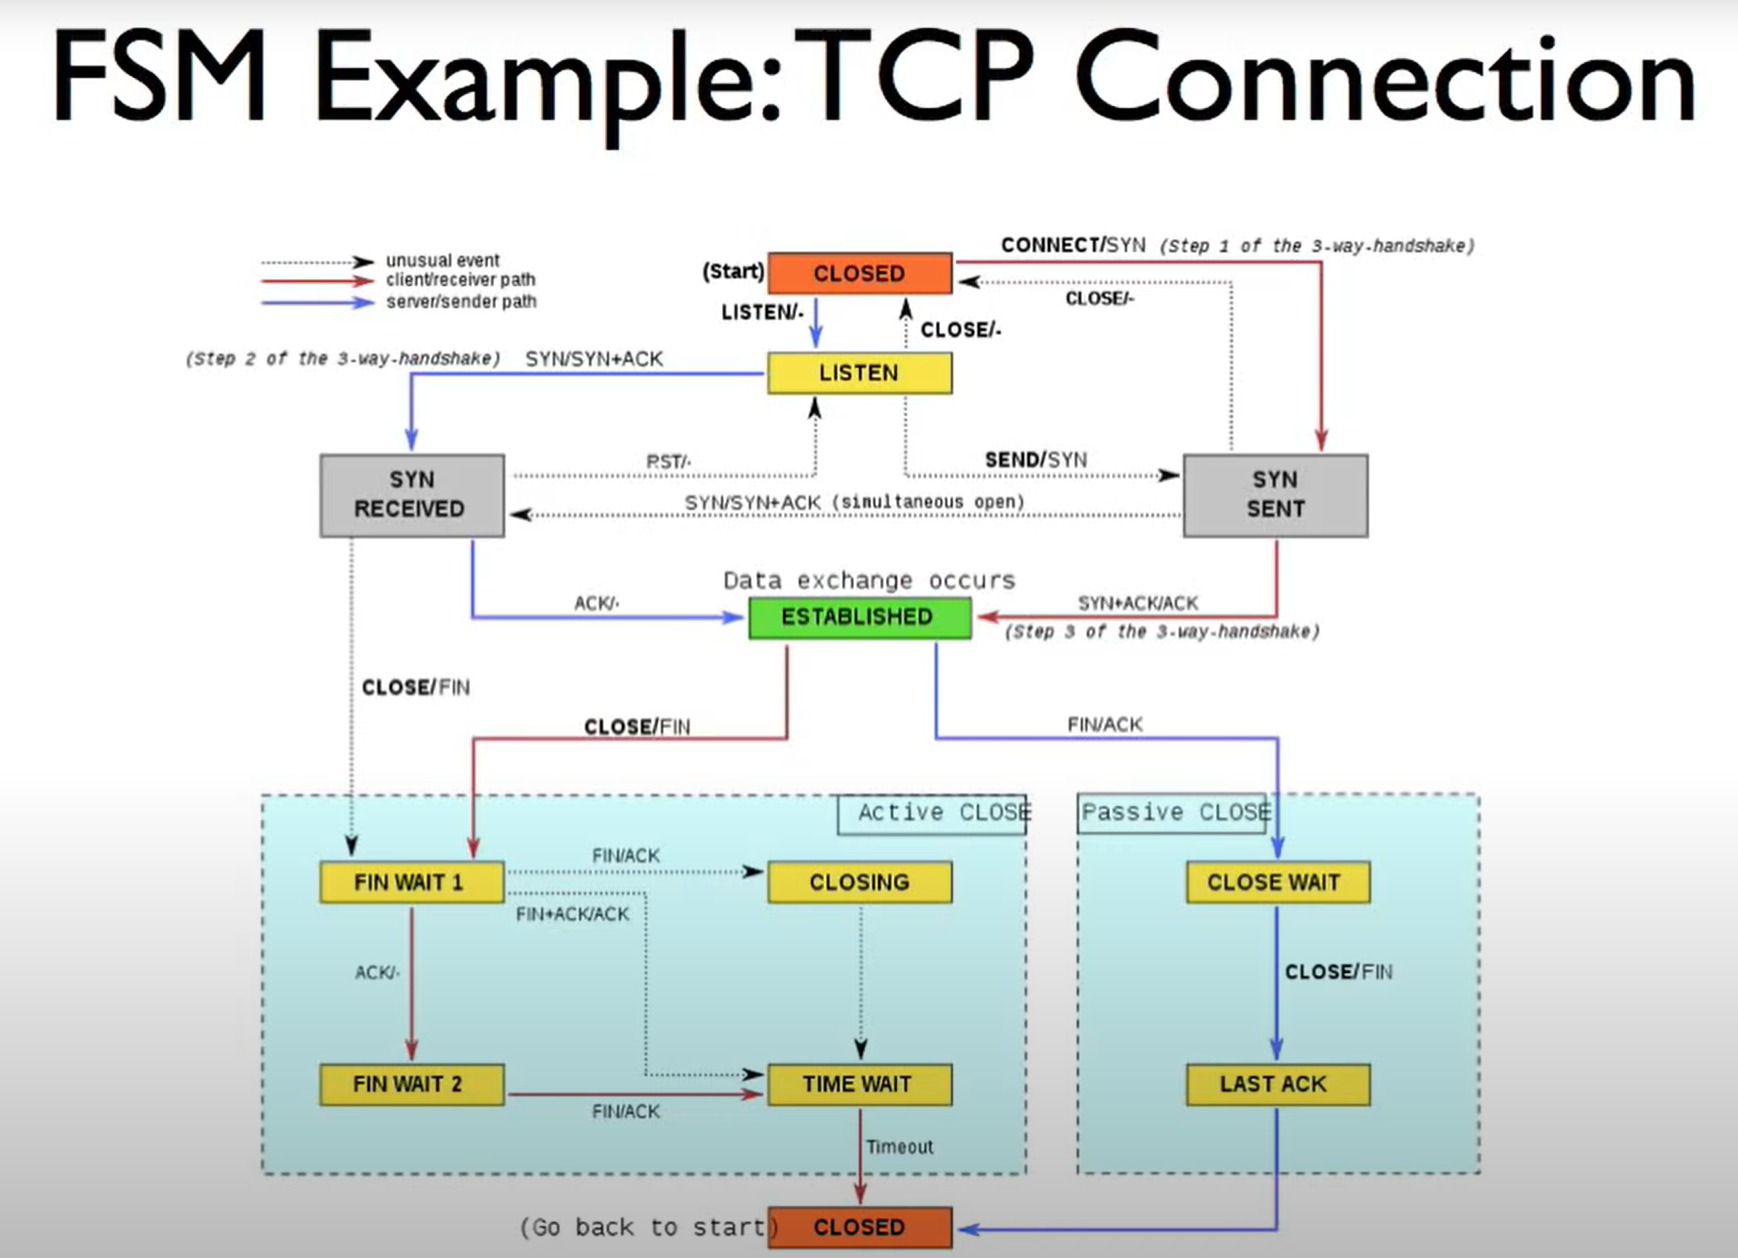 FSM Example: TCP Connection
unusual event
client/receiver path
server/sender path
CONNECT/SYN (Step 1 of the 3-way-handshake)
(Start)
CLOSED
CLOSE/-
LISTEN/-
CLOSE/-
(Step 2 of the 3-way-handshake) SYN/SYN+ACK
LISTEN
RST/-
SEND/SYN
SYN
RECEIVED
SYN
SENT
SYN/SYN+ACK (simultaneous open)
Data exchange occurs
ACK/-
ESTABLISHED
SYN+ACK/ACK
(Step 3 of the 3-way-handshake)
CLOSE/FIN
CLOSE/FIN
FIN/ACK
Active CLOSE
Passive CLOSE
FIN WAIT 1
FIN/ACK
CLOSING
CLOSE WAIT
FIN+ACK/ACK
ACK/-
CLOSE/FIN
FIN WAIT 2
TIME WAIT
LAST ACK
FIN/ACK
Timeout
(Go back to start)
CLOSED